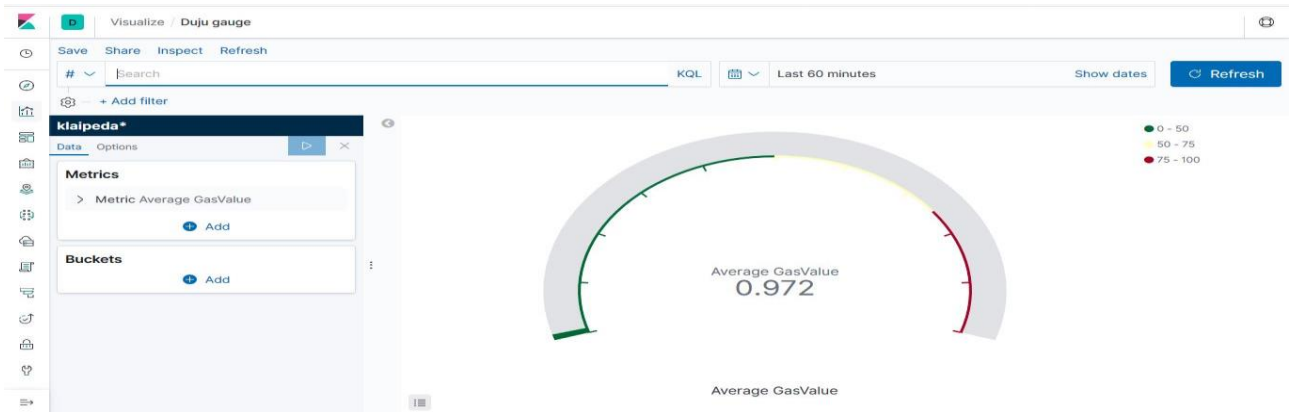 D Visualize / Duju gauge
Save Share Inspect Refresh
# Search KQL Last 60 minutes Show dates Refresh
+ Add filter
klaipeda*
Data Options
Metrics
Metric Average GasValue
Add
Buckets
Add
Average GasValue
0.972
Average GasValue
0 - 50
50 - 75
75 - 100